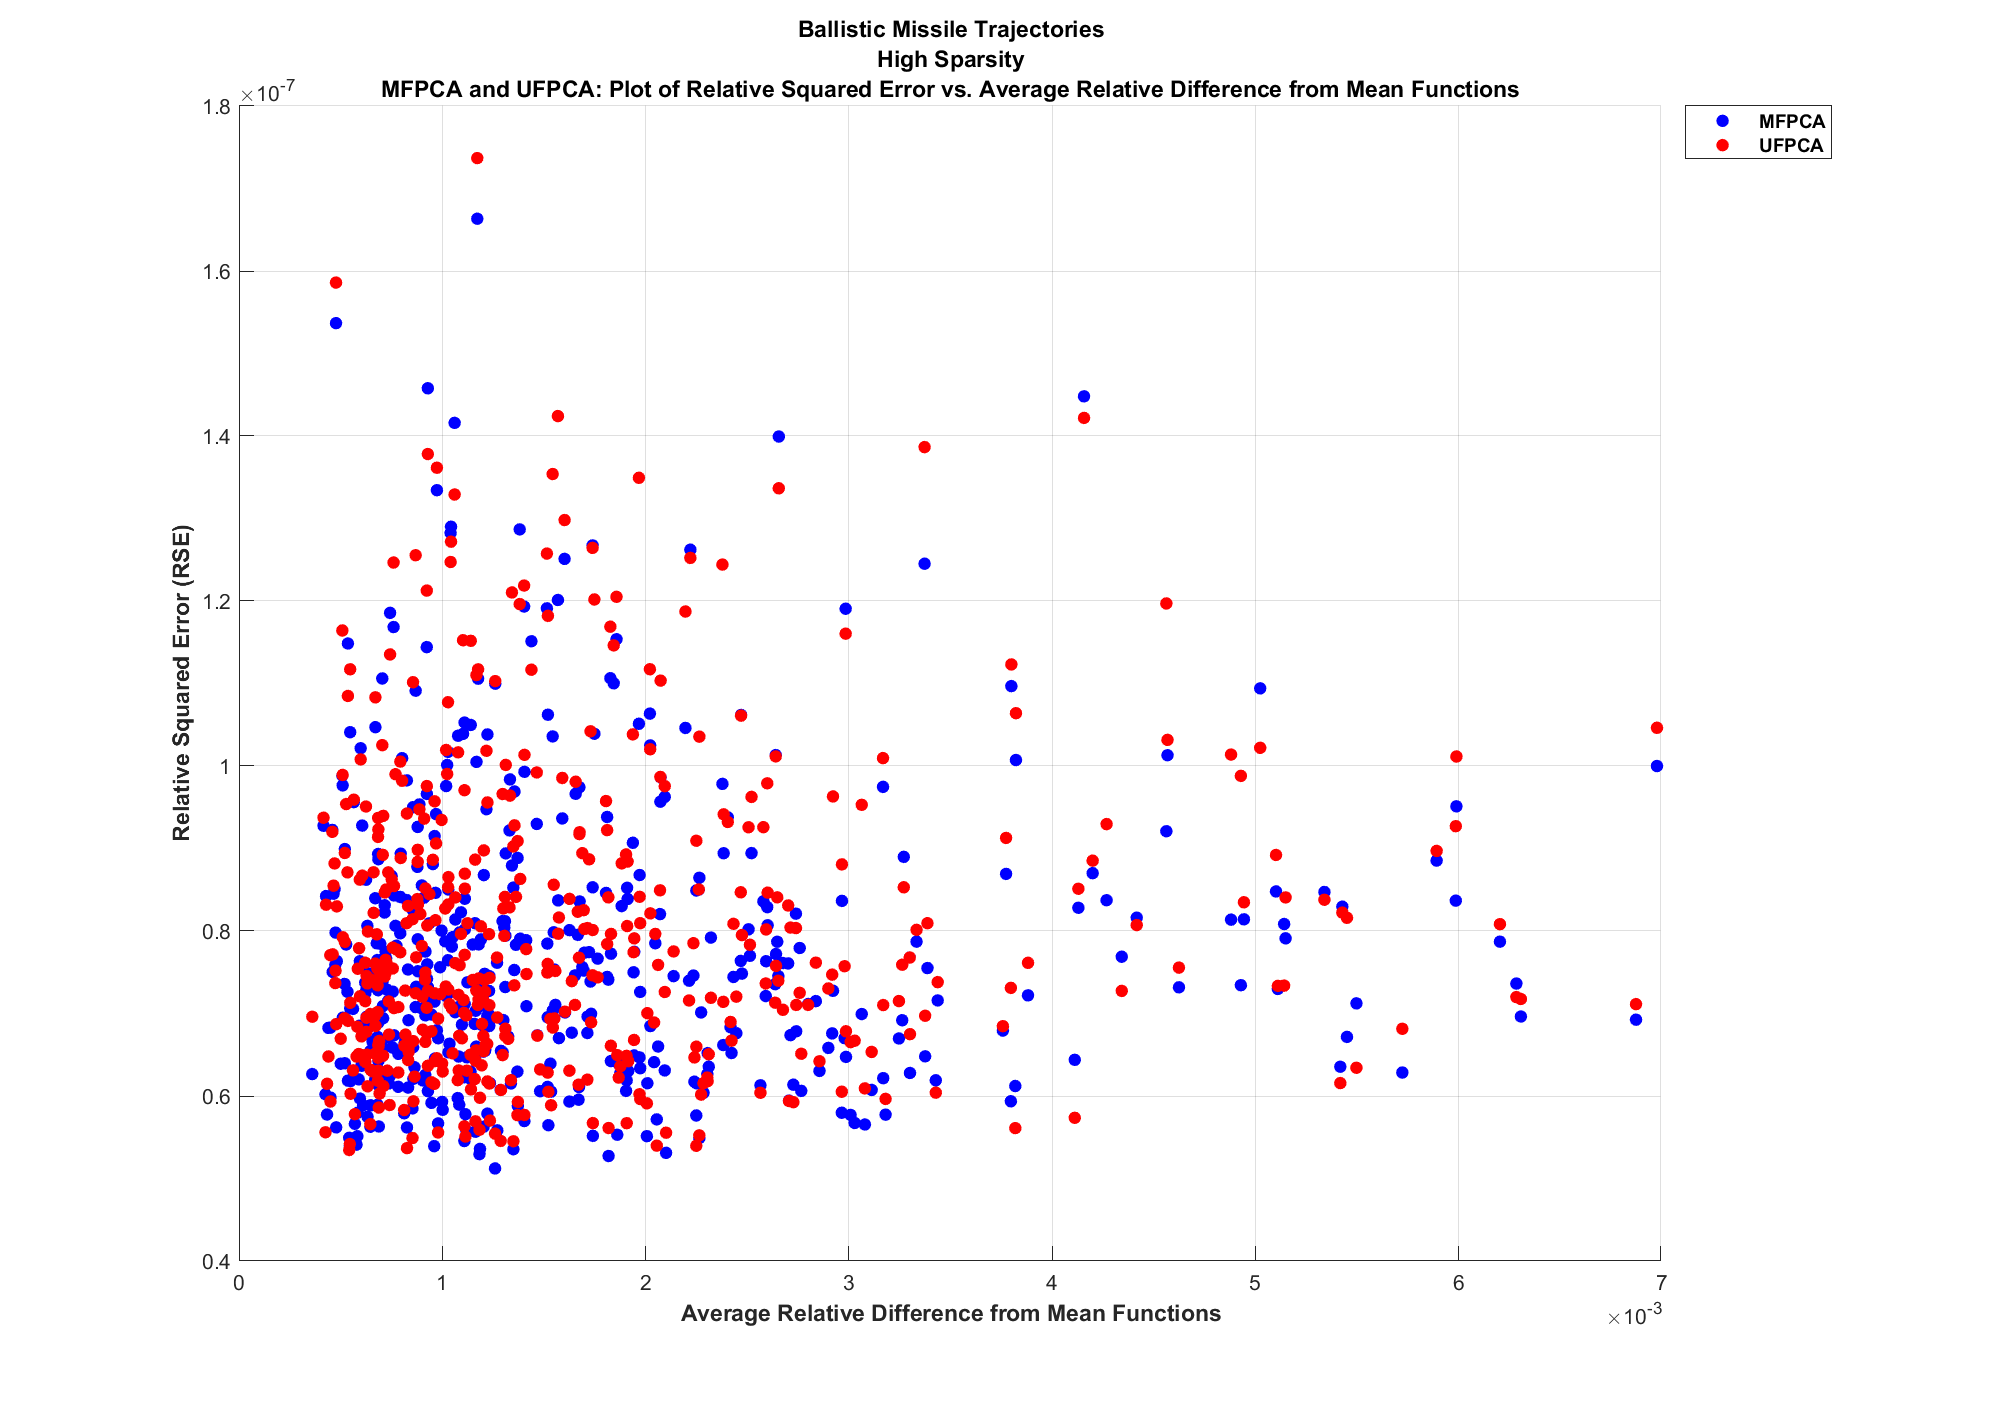 Ballistic Missile Trajectories
High Sparsity
MFPCA and UFPCA: Plot of Relative Squared Error vs. Average Relative Difference from Mean Functions
×10^-7
1.8
1.6
1.4
1.2
1
0.8
0.6
0.4
Relative Squared Error (RSE)
MFPCA
UFPCA
0 1 2 3 4 5 6 7
Average Relative Difference from Mean Functions
×10^-3